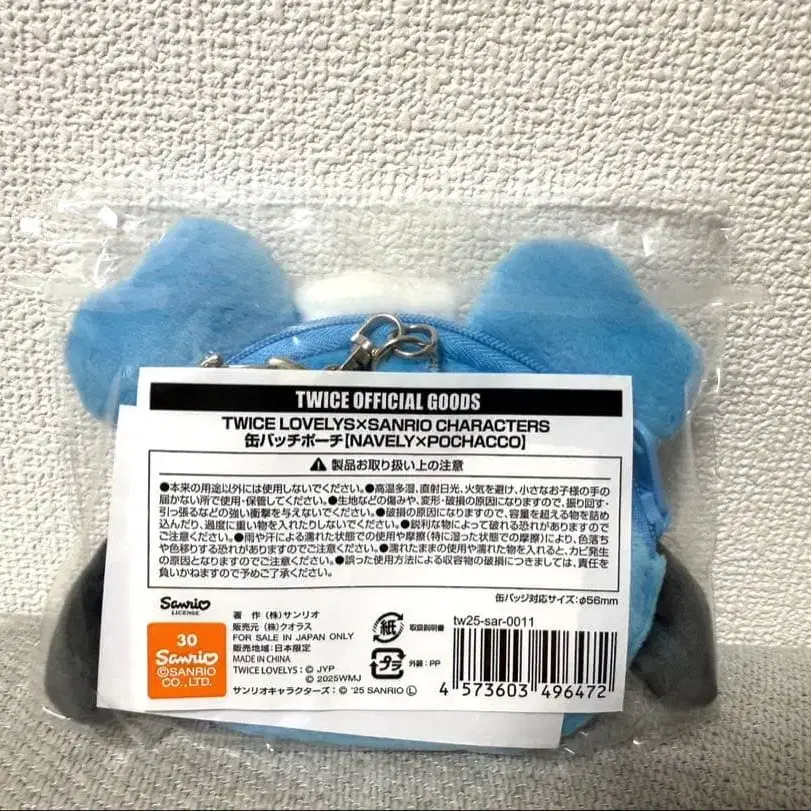 TWICE OFFICIAL GOODS
TWICE LOVELYS×SANRIO CHARACTERS
缶バッチポーチ【NAVELY×POCHACCO】
⚠ 製品お取り扱い上の注意
●本来の用途以外には使用しないでください。●高温多湿、直射日光、火気を避け、小さなお子様の手の
届かない所で使用・保管してください。●生地などの傷みや、変形・破損の原因になりますので、振り回す・
引っ張るなどの強い衝撃を与えないでください。●破損の原因になりますので、容量を超える物を詰め
込んだり、過度に重い物を入れたりしないでください。●鋭利な物によって破れる恐れがありますので
ご注意ください。●雨や汗による濡れた状態での使用や摩擦(特に湿った状態での摩擦)により、色落ち
や色移りする恐れがありますのでご注意ください。●濡れたままの使用や濡れた物を入れると、カビ発生
の原因となりますのでご注意ください。●誤った使用方法による収容物の破損につきましては、責任を
負いかねますので予めご了承ください。
缶バッジ対応サイズ:φ56mm
Sanrio
LICENSE
30
Sanrio
©SANRIO
CO., LTD.
著 作 (株)サンリオ
販売元 (株)クオラス
FOR SALE IN JAPAN ONLY
販売地域:日本限定
MADE IN CHINA
TWICE LOVELYS:© JYP
© 2025WMJ
サンリオキャラクターズ:© '25 SANRIO Ⓛ
紙
取扱説明書
プラ
外装:PP
tw25-sar-0011
4 573603 496472